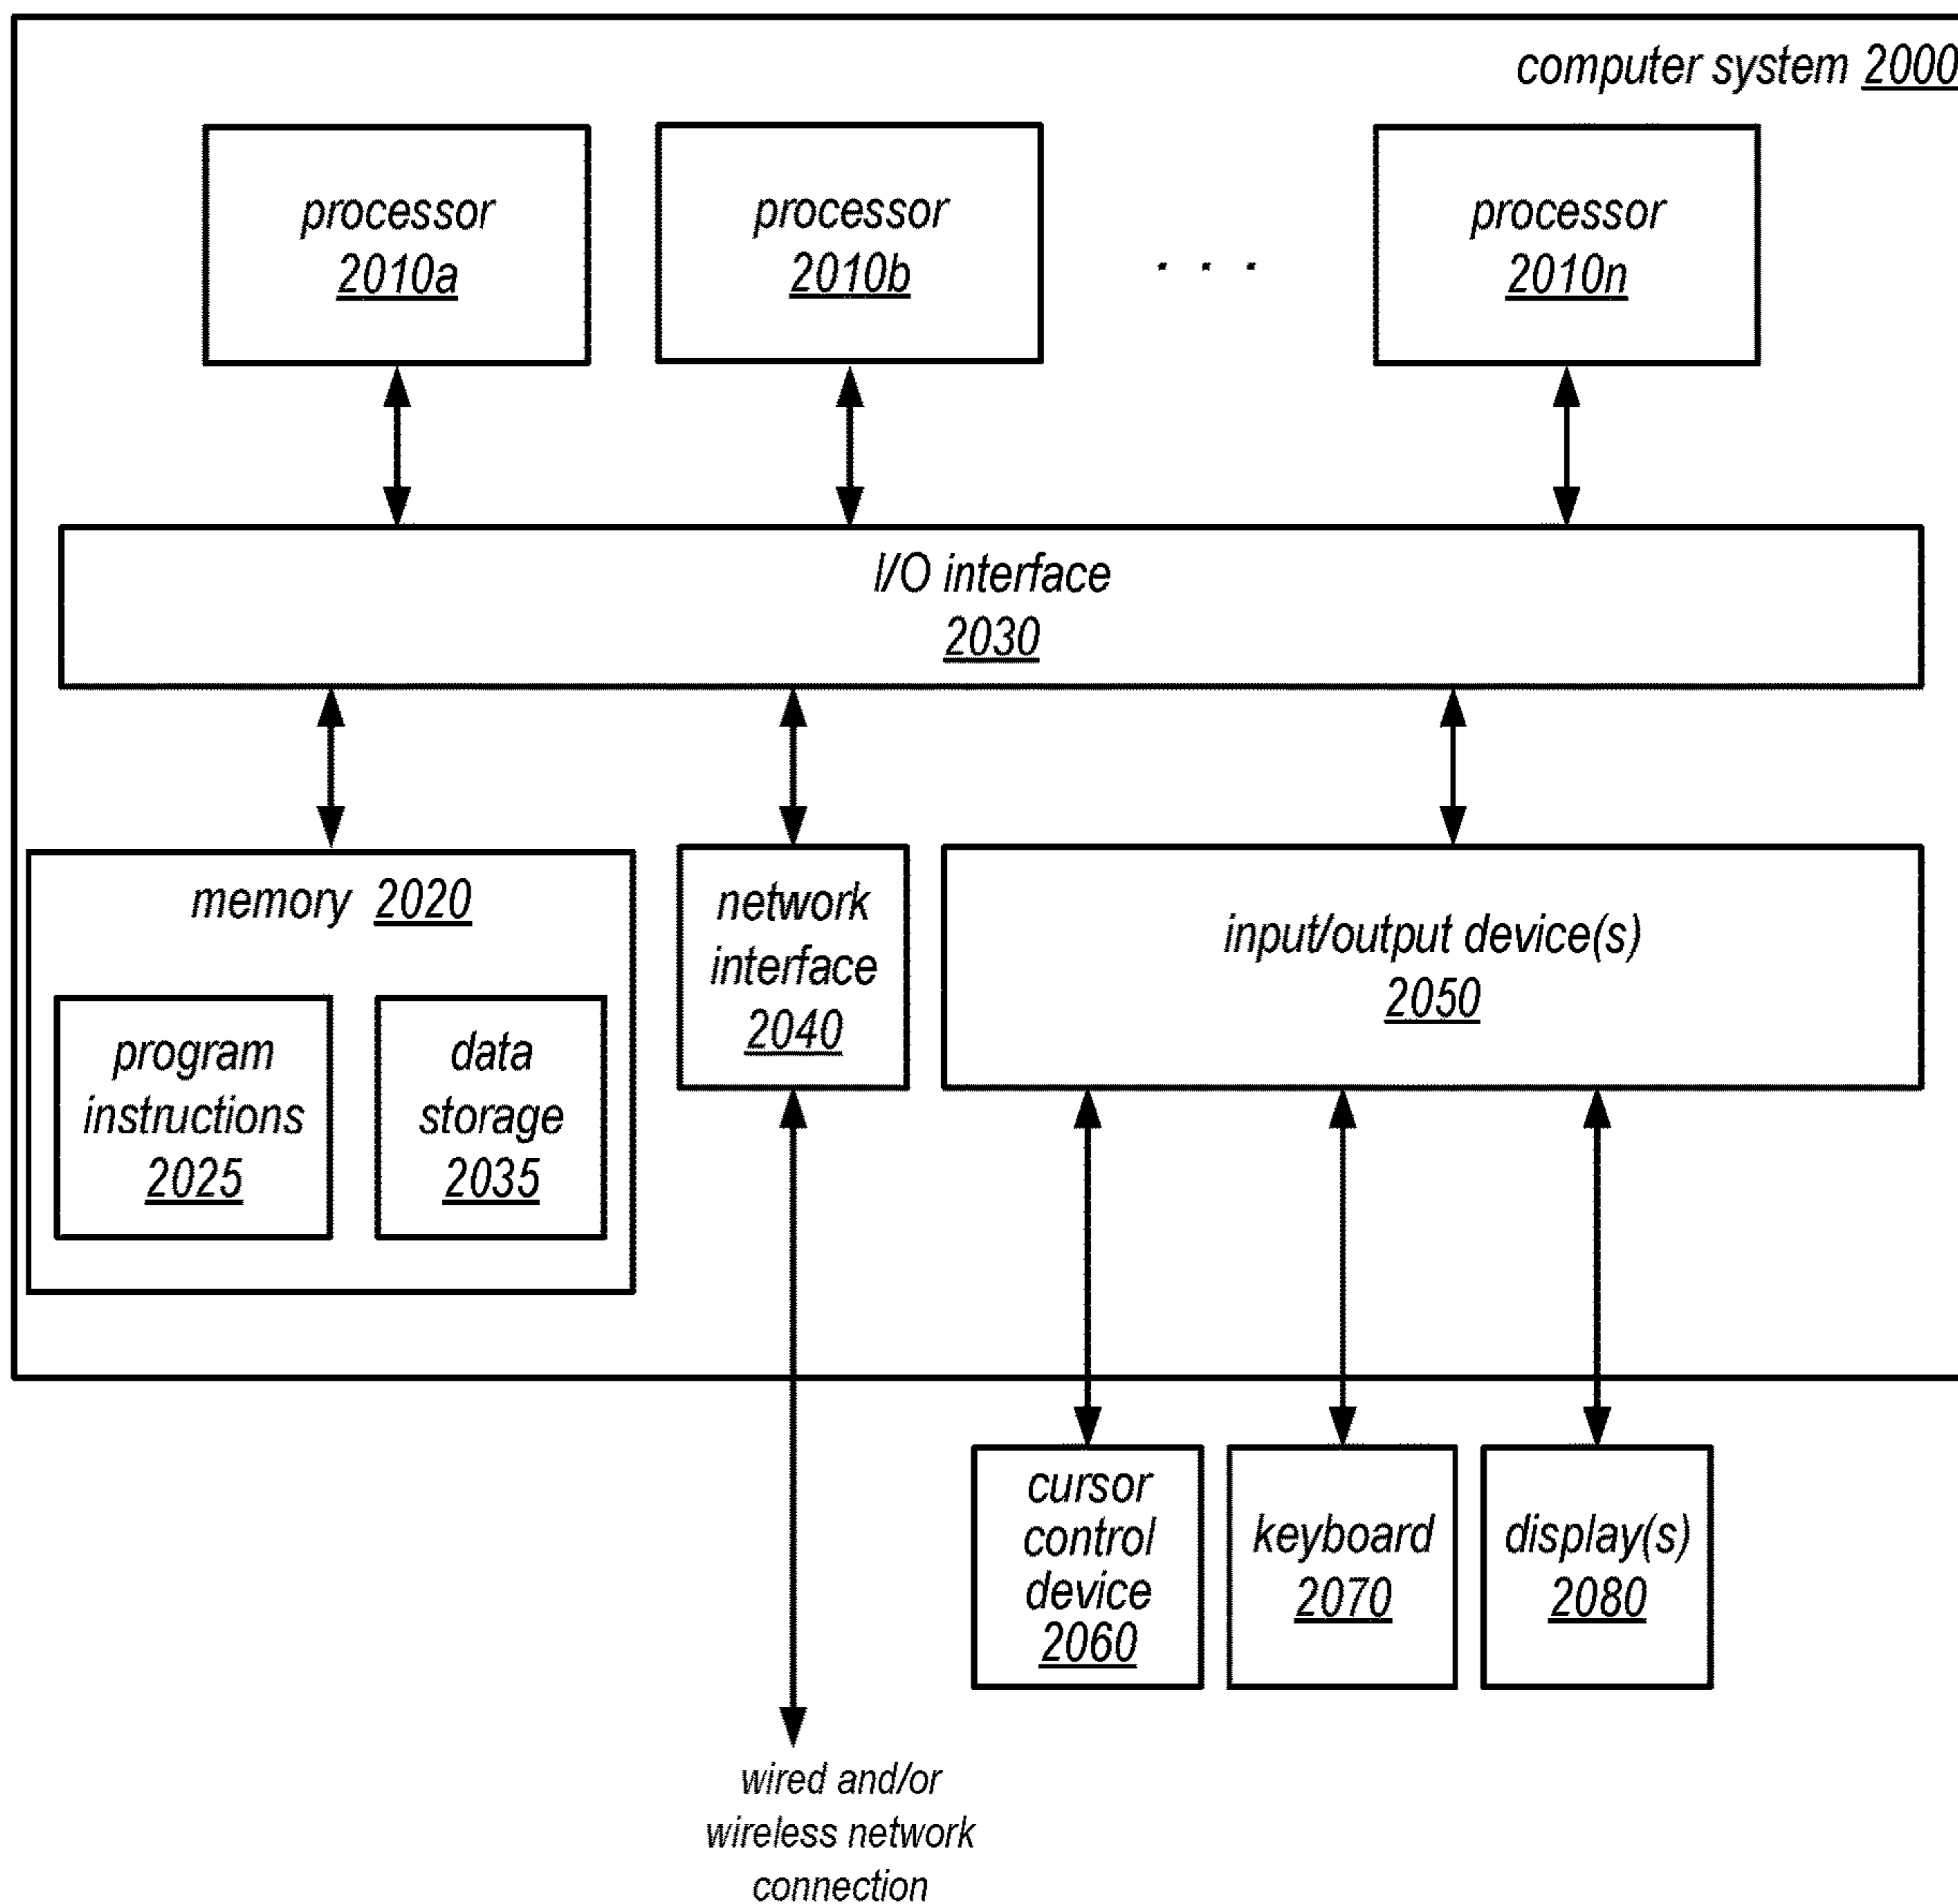 computer system 2000
processor
2010a
processor
2010b
. . .
processor
2010n
I/O interface
2030
memory 2020
program
instructions
2025
data
storage
2035
network
interface
2040
input/output device(s)
2050
cursor
control
device
2060
keyboard
2070
display(s)
2080
wired and/or
wireless network
connection